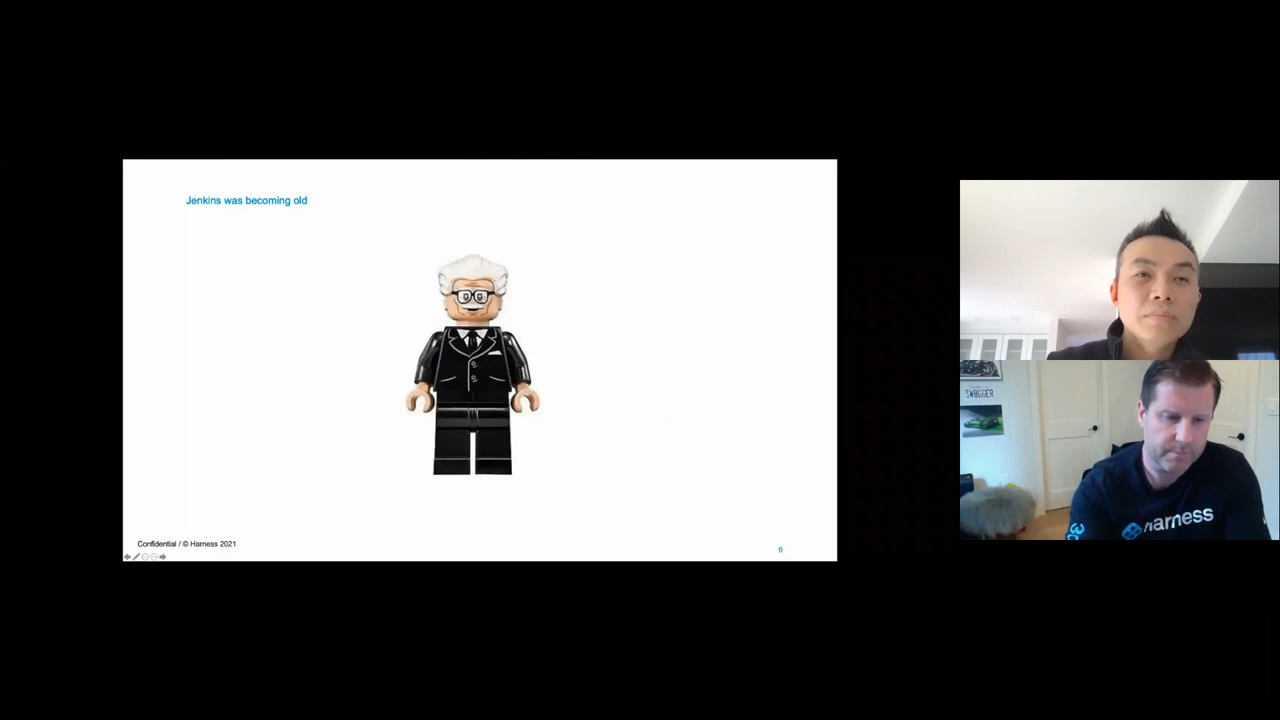 Jenkins was becoming old
Confidential / © Harness 2021
6
SWAGGER
harness